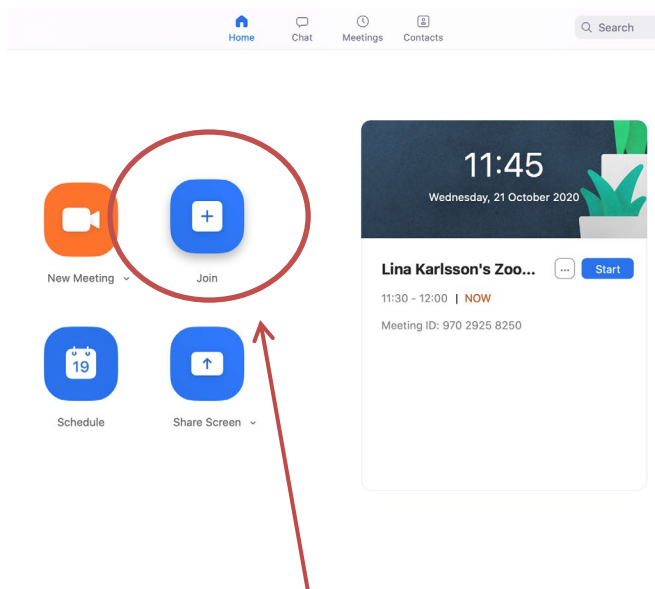 Home Chat Meetings Contacts
Search
11:45
Wednesday, 21 October 2020
New Meeting
Join
Lina Karlsson's Zoo... ... Start
11:30 - 12:00 | NOW
Meeting ID: 970 2925 8250
19
Schedule
Share Screen